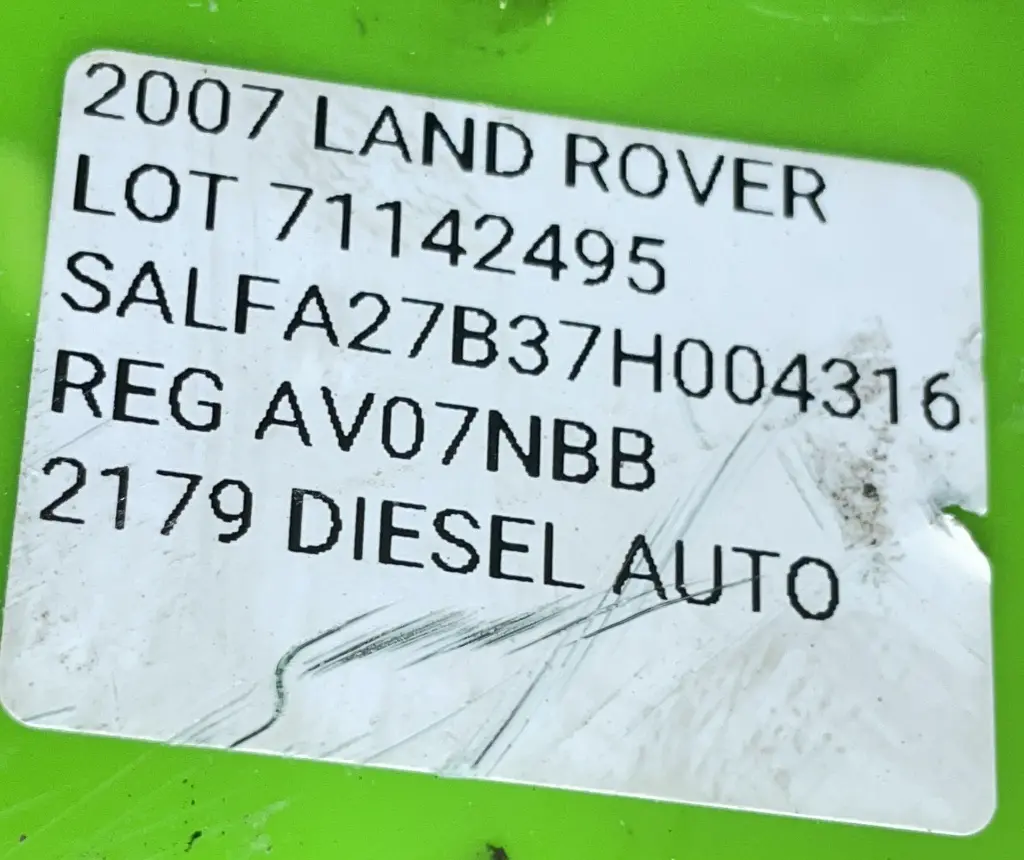 2007 LAND ROVER
LOT 71142495
SALFA27B37H004316
REG AV07NBB
2179 DIESEL AUTO